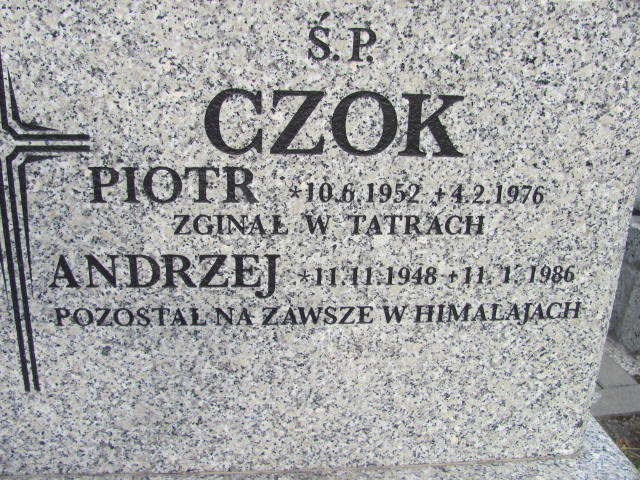 Ś.P.
CZOK
PIOTR *10.6.1952 +4.2.1976
ZGINAŁ W TATRACH
ANDRZEJ *11.11.1948 +11.1.1986
POZOSTAŁ NA ZAWSZE W HIMALAJACH